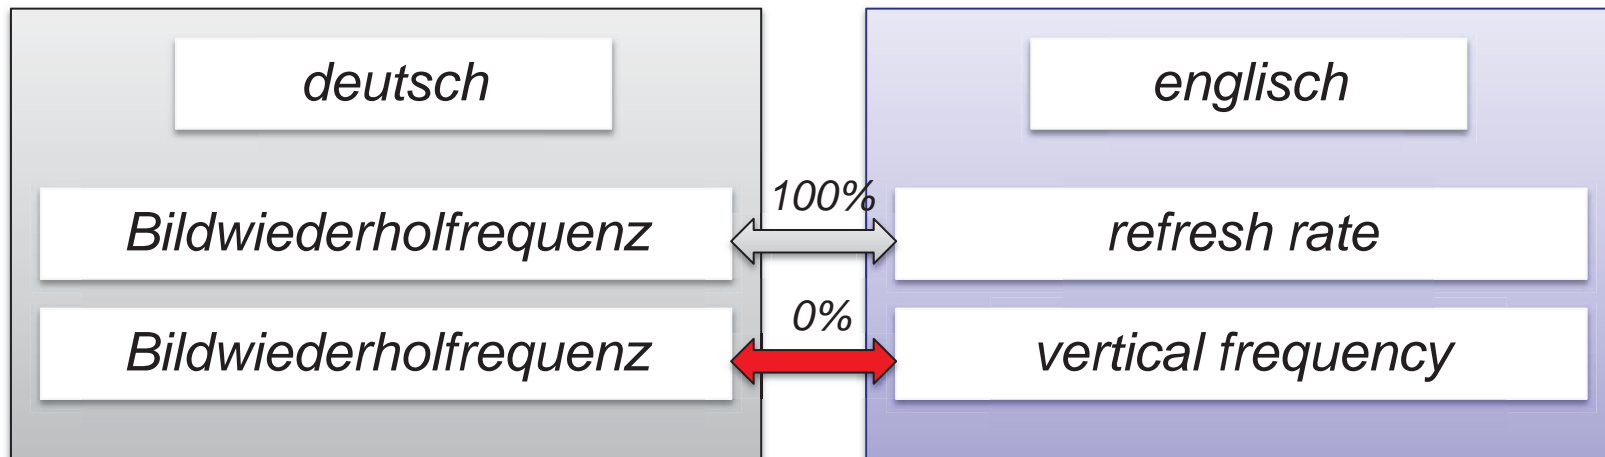 deutsch
englisch
100%
Bildwiederholfrequenz
refresh rate
0%
Bildwiederholfrequenz
vertical frequency